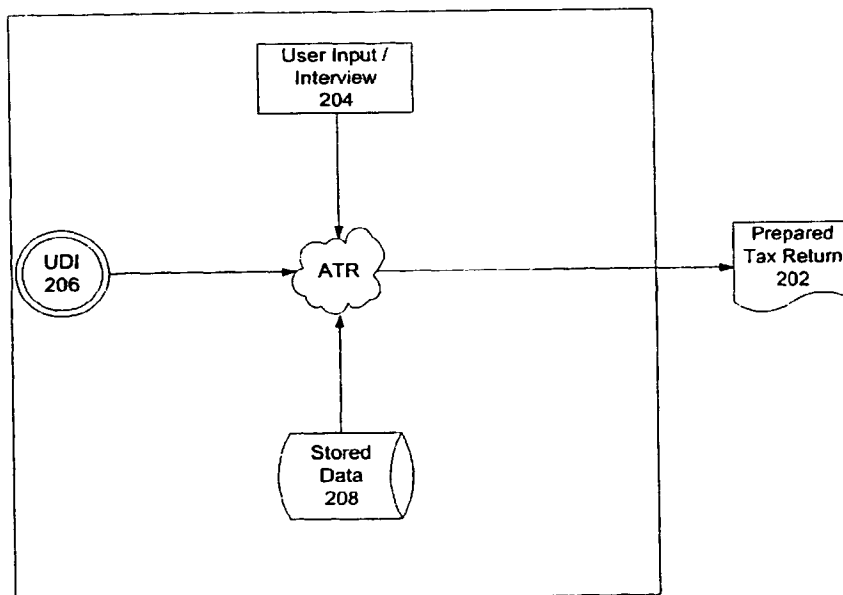 User Input /
Interview
204
UDI
206
ATR
Prepared
Tax Return
202
Stored
Data
208